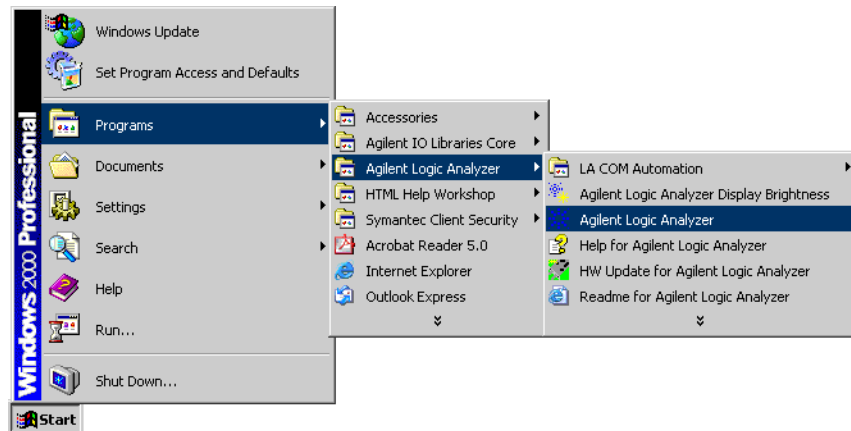 Windows 2000 Professional
Windows Update
Set Program Access and Defaults
Programs
Documents
Settings
Search
Help
Run...
Shut Down...
Start
Accessories
Agilent IO Libraries Core
Agilent Logic Analyzer
HTML Help Workshop
Symantec Client Security
Acrobat Reader 5.0
Internet Explorer
Outlook Express
LA COM Automation
Agilent Logic Analyzer Display Brightness
Agilent Logic Analyzer
Help for Agilent Logic Analyzer
HW Update for Agilent Logic Analyzer
Readme for Agilent Logic Analyzer